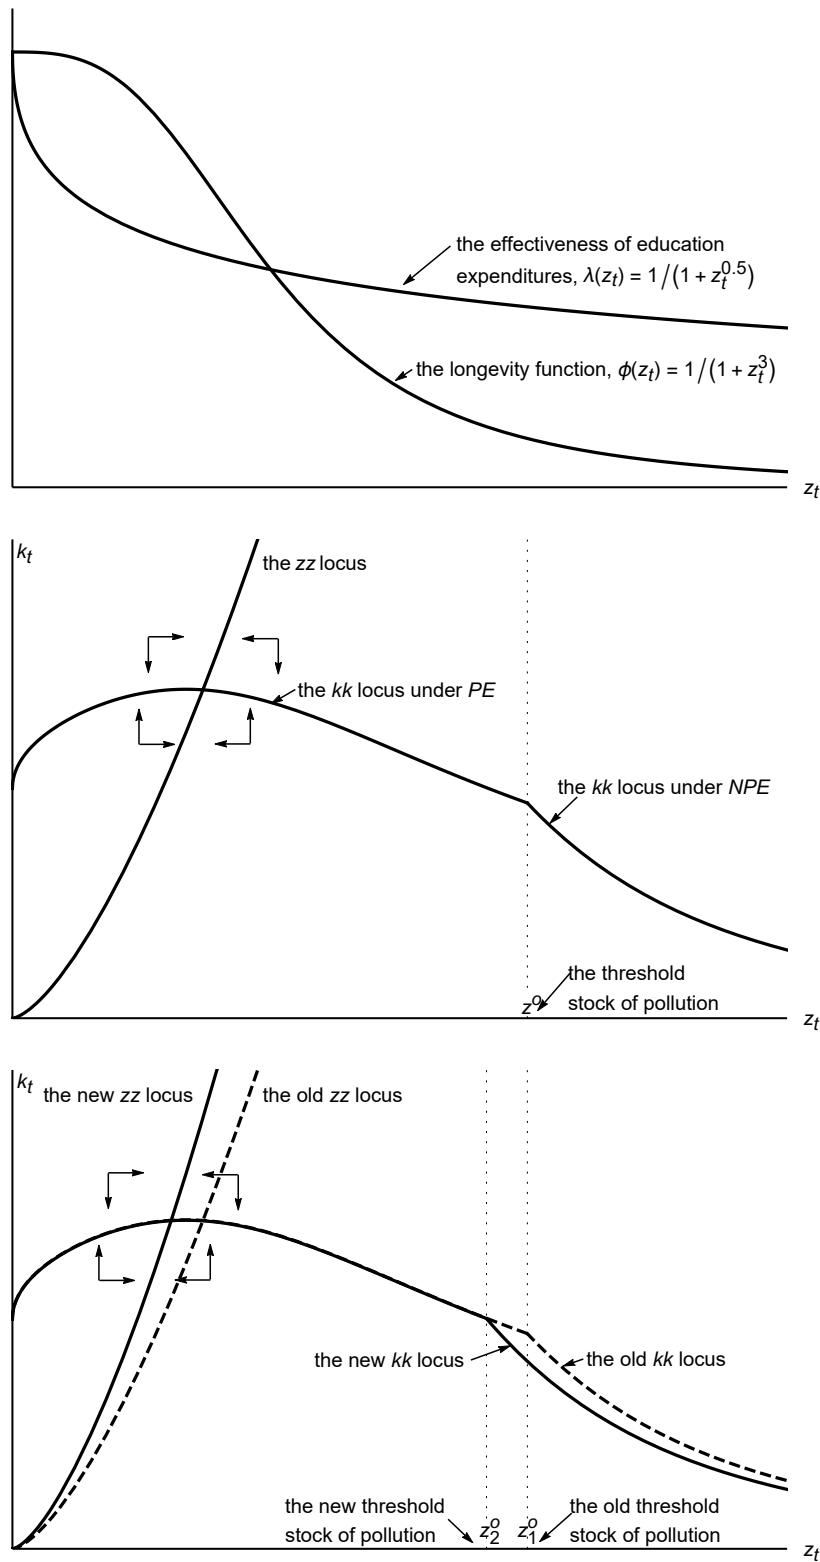 the effectiveness of education
expenditures, λ(z_t) = 1/(1 + z_t^0.5)
the longevity function, ϕ(z_t) = 1/(1 + z_t^3)
z_t
k_t
the zz locus
the kk locus under PE
the kk locus under NPE
the threshold
z^o stock of pollution
z_t
k_t
the new zz locus the old zz locus
the new kk locus the old kk locus
the new threshold the old threshold
stock of pollution z_2^o z_1^o stock of pollution
z_t